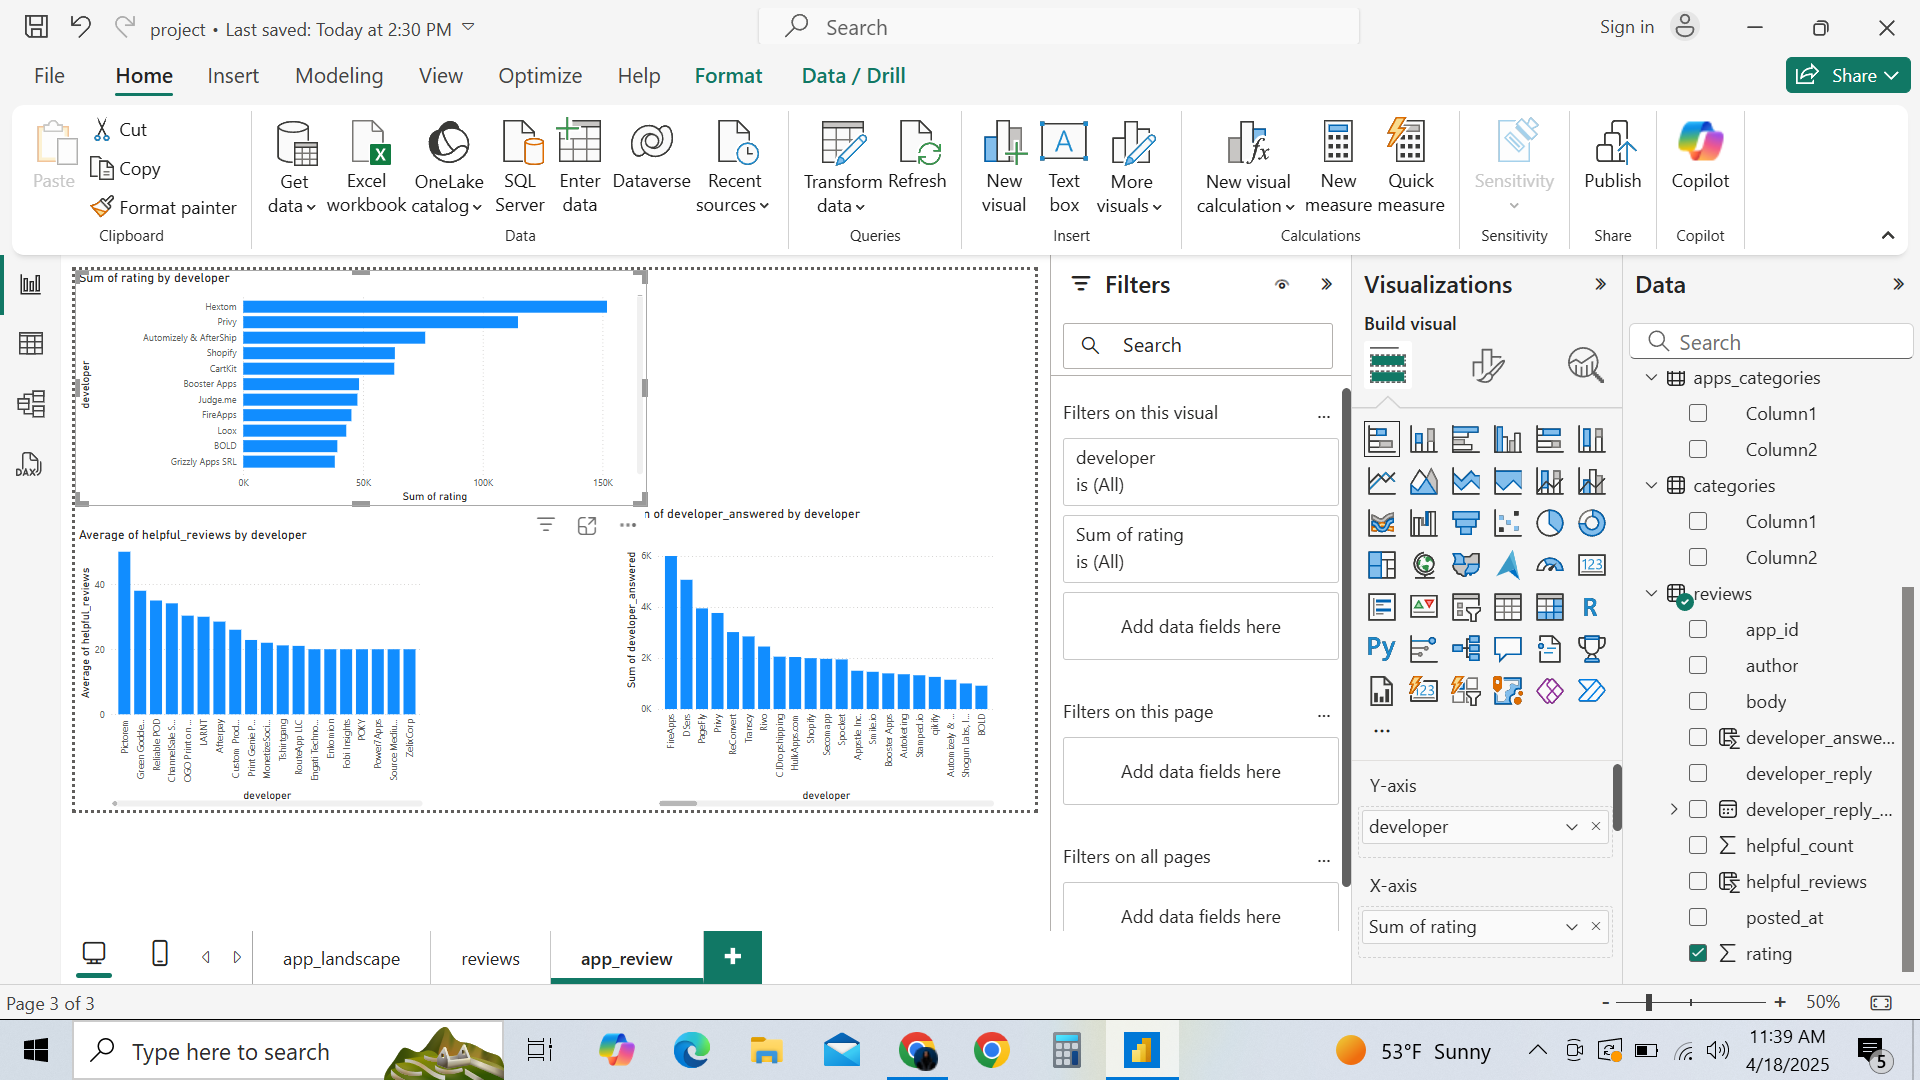 project • Last saved: Today at 2:30 PM
Search
Sign in
File Home Insert Modeling View Optimize Help Format Data / Drill
Share
Paste
Cut
Copy
Format painter
Clipboard
Get data
Excel workbook
OneLake catalog
SQL Server
Enter data
Dataverse
Recent sources
Data
Transform data
Refresh
Queries
New visual
Text box
More visuals
Insert
New visual calculation
New measure
Quick measure
Calculations
Sensitivity
Sensitivity
Publish
Share
Copilot
Copilot
Sum of rating by developer
developer
Hextom
Privy
Automizely & AfterShip
Shopify
CartKit
Booster Apps
Judge.me
FireApps
Loox
BOLD
Grizzly Apps SRL
0K 50K 100K 150K
Sum of rating
Average of helpful_reviews by developer
Average of helpful_reviews
40
20
0
Pictorem
Green Godde...
Reliable POD
ChannelSale S...
OGO Print on ...
LARNT
Afterpay
Custom Prod...
Print Genie P...
MonetizeSoci...
Tshirtgang
RouteApp LLC
Engati Techno...
Enkomion
Fobi Insights
POKY
Power7Apps
Source Mediu...
ZelixCorp
developer
n of developer_answered by developer
Sum of developer_answered
6K
4K
2K
0K
FireApps
DSers
PageFly
Privy
ReConvert
Transcy
Rivo
CJDropshipping
HulkApps.com
Shopify
Secomapp
Spocket
Appstle Inc.
Smile.io
Booster Apps
Autoketing
Stamped.io
qikify
Automizely & ...
Shogun Labs, I...
BOLD
developer
Filters
Search
Filters on this visual ...
developer
is (All)
Sum of rating
is (All)
Add data fields here
Filters on this page ...
Add data fields here
Filters on all pages ...
Add data fields here
Visualizations
Build visual
123
R
Py
123
...
Y-axis
developer
X-axis
Sum of rating
Data
Search
apps_categories
Column1
Column2
categories
Column1
Column2
reviews
app_id
author
body
developer_answe...
developer_reply
developer_reply_...
helpful_count
helpful_reviews
posted_at
rating
DAX
app_landscape reviews app_review +
Page 3 of 3
- + 50%
Type here to search
53°F Sunny
11:39 AM
4/18/2025
5